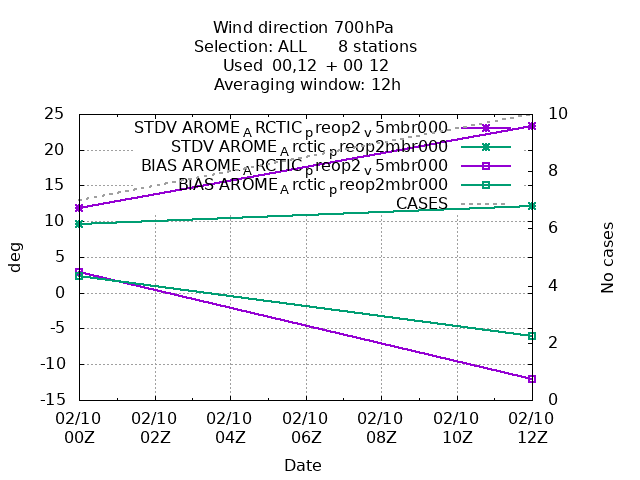 Wind direction 700hPa
Selection: ALL 8 stations
Used 00,12 + 00 12
Averaging window: 12h
25 10
STDV AROME_ARCTIC_preop2_v5mbr000
20 STDV AROME_Arctic_preop2mbr000
BIAS AROME_ARCTIC_preop2_v5mbr000 8
15 BIAS AROME_Arctic_preop2mbr000
CASES
10 6
5
deg
No cases
0 4
-5
2
-10
-15 0
02/10 02/10 02/10 02/10 02/10 02/10 02/10
00Z 02Z 04Z 06Z 08Z 10Z 12Z
Date